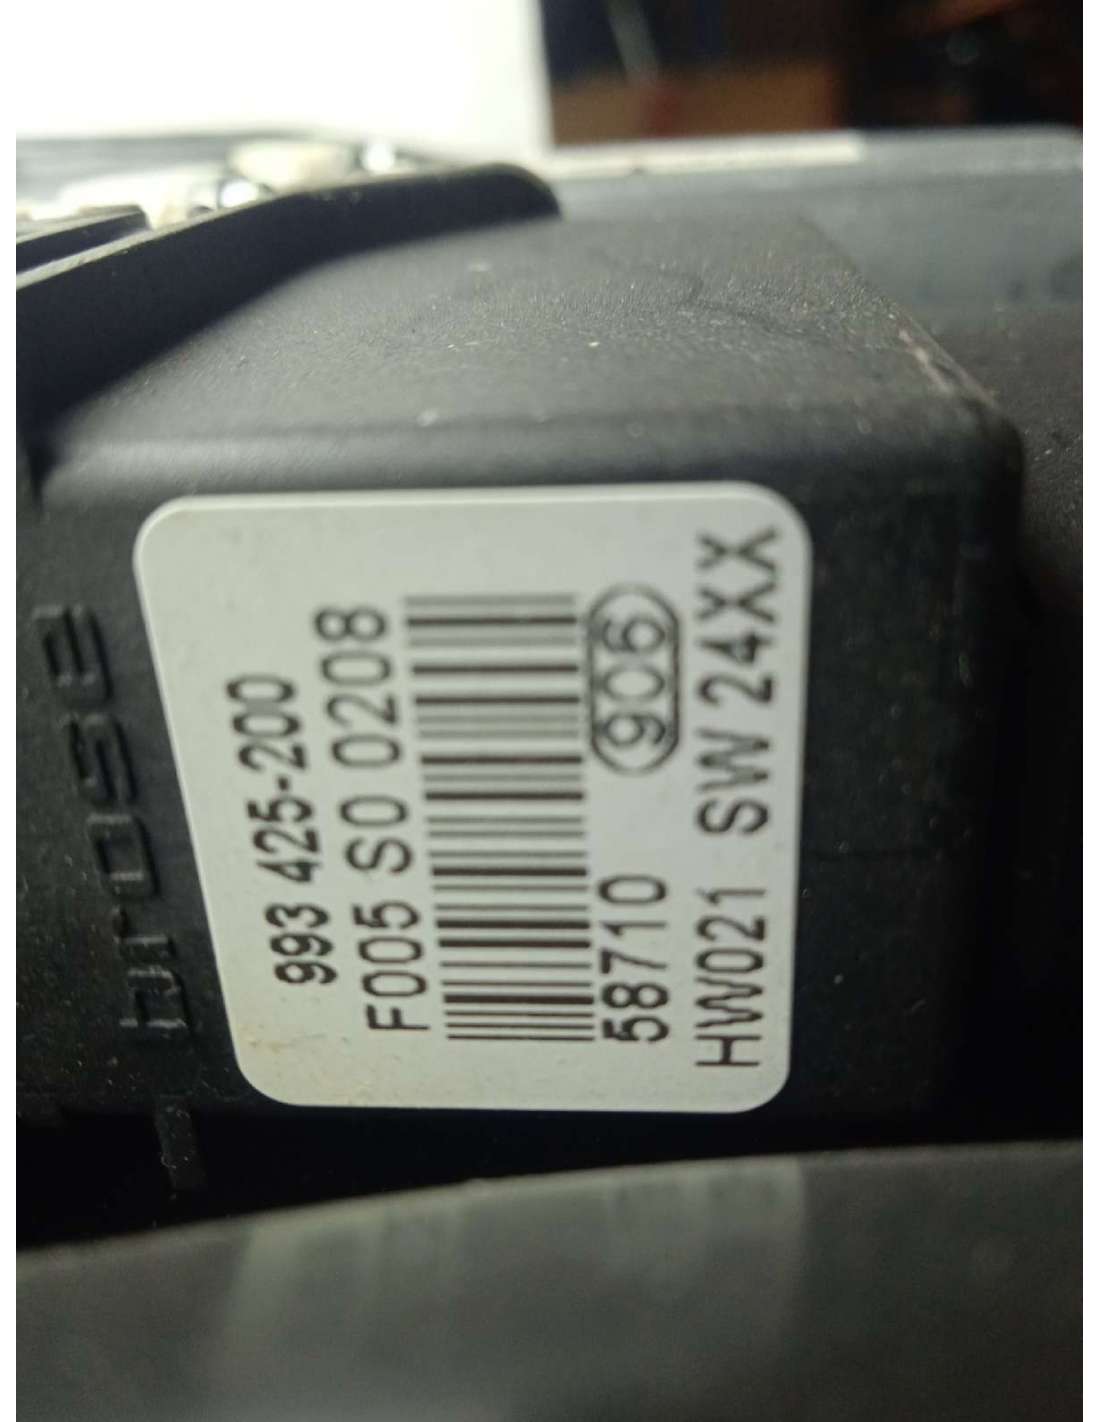 brose
993 425-200
F005 S0 0208
58710 906
HW021 SW 24XX